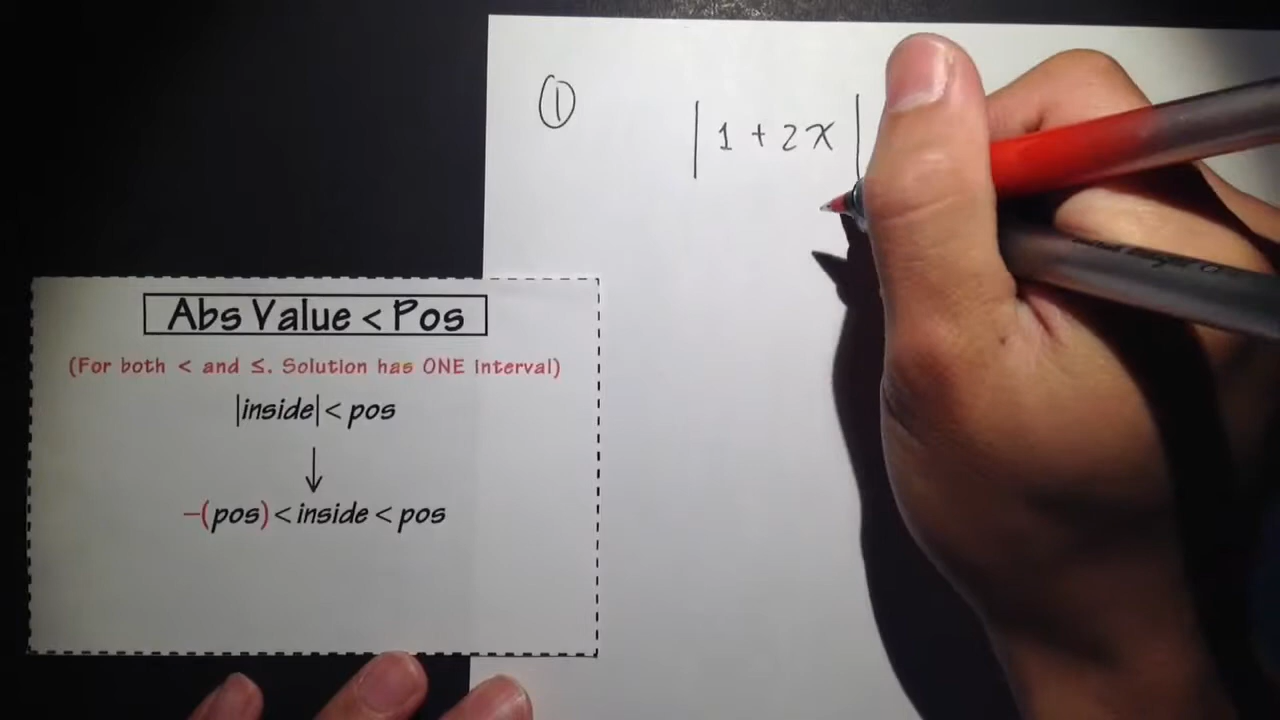 ① |1 + 2x|
Abs Value < Pos
(For both < and ≤. Solution has ONE interval)
|inside| < pos
↓
−(pos) < inside < pos